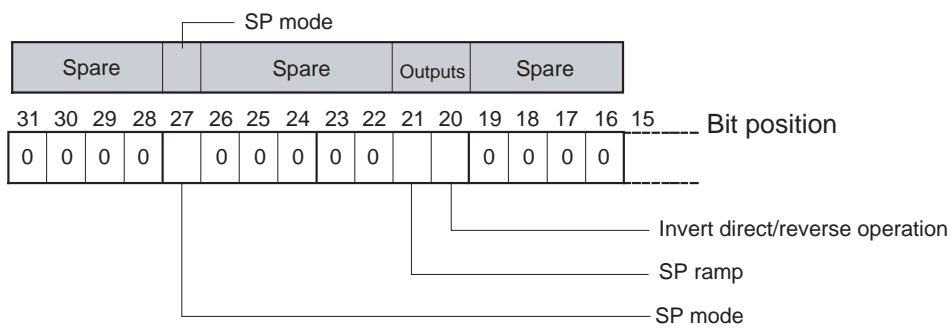 SP mode
Spare Spare Outputs Spare
31 30 29 28 27 26 25 24 23 22 21 20 19 18 17 16 15 Bit position
0 0 0 0 0 0 0 0 0 0 0 0 0
Invert direct/reverse operation
SP ramp
SP mode